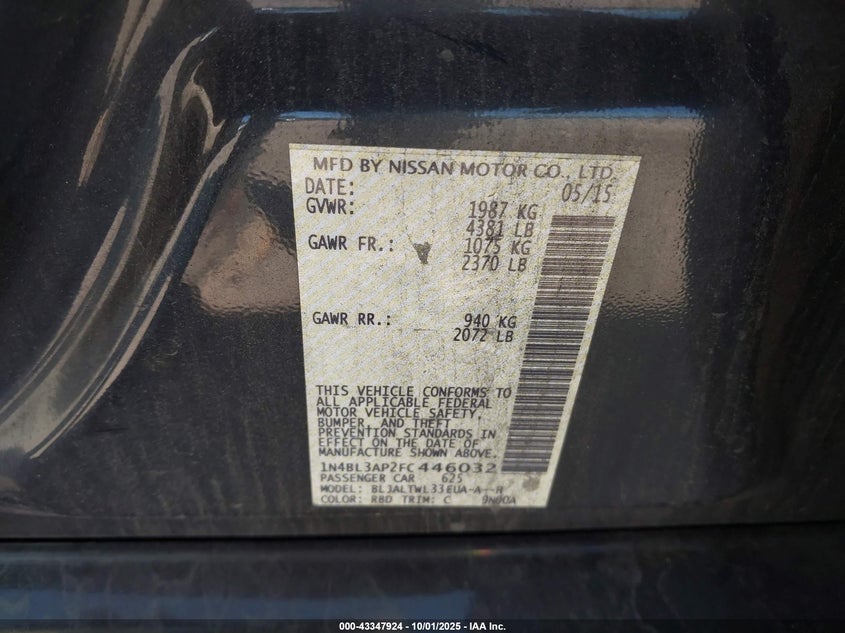 MFD BY NISSAN MOTOR CO., LTD.
DATE: 05/15
GVWR: 1987 KG
4381 LB
GAWR FR.: 1075 KG
2370 LB
GAWR RR.: 940 KG
2072 LB
THIS VEHICLE CONFORMS TO
ALL APPLICABLE FEDERAL
MOTOR VEHICLE SAFETY,
BUMPER, AND THEFT
PREVENTION STANDARDS IN
EFFECT ON THE DATE OF
MANUFACTURE SHOWN ABOVE.
1N4BL3AP2FC446032
PASSENGER CAR 625
MODEL: BL3ALTWL33EUA-A--R
COLOR: RBD TRIM: C
000-43347924 - 10/01/2025 - IAA Inc.